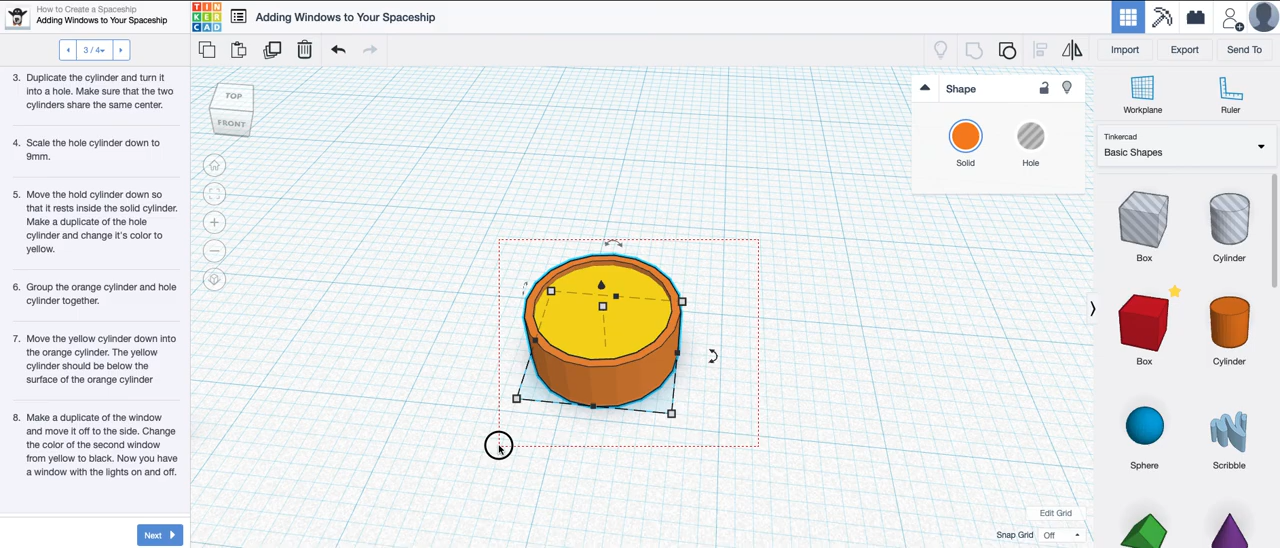 How to Create a Spaceship
Adding Windows to Your Spaceship
TIN
KER
CAD
Adding Windows to Your Spaceship
3 / 4
Import
Export
Send To
3. Duplicate the cylinder and turn it
into a hole. Make sure that the two
cylinders share the same center.
4. Scale the hole cylinder down to
9mm.
5. Move the hold cylinder down so
that it rests inside the solid cylinder.
Make a duplicate of the hole
cylinder and change it's color to
yellow.
6. Group the orange cylinder and hole
cylinder together.
7. Move the yellow cylinder down into
the orange cylinder. The yellow
cylinder should be below the
surface of the orange cylinder
8. Make a duplicate of the window
and move it off to the side. Change
the color of the second window
from yellow to black. Now you have
a window with the lights on and off.
Next
TOP
FRONT
Shape
Solid
Hole
Edit Grid
Snap Grid
Off
Workplane
Ruler
Tinkercad
Basic Shapes
Box
Cylinder
Box
Cylinder
Sphere
Scribble